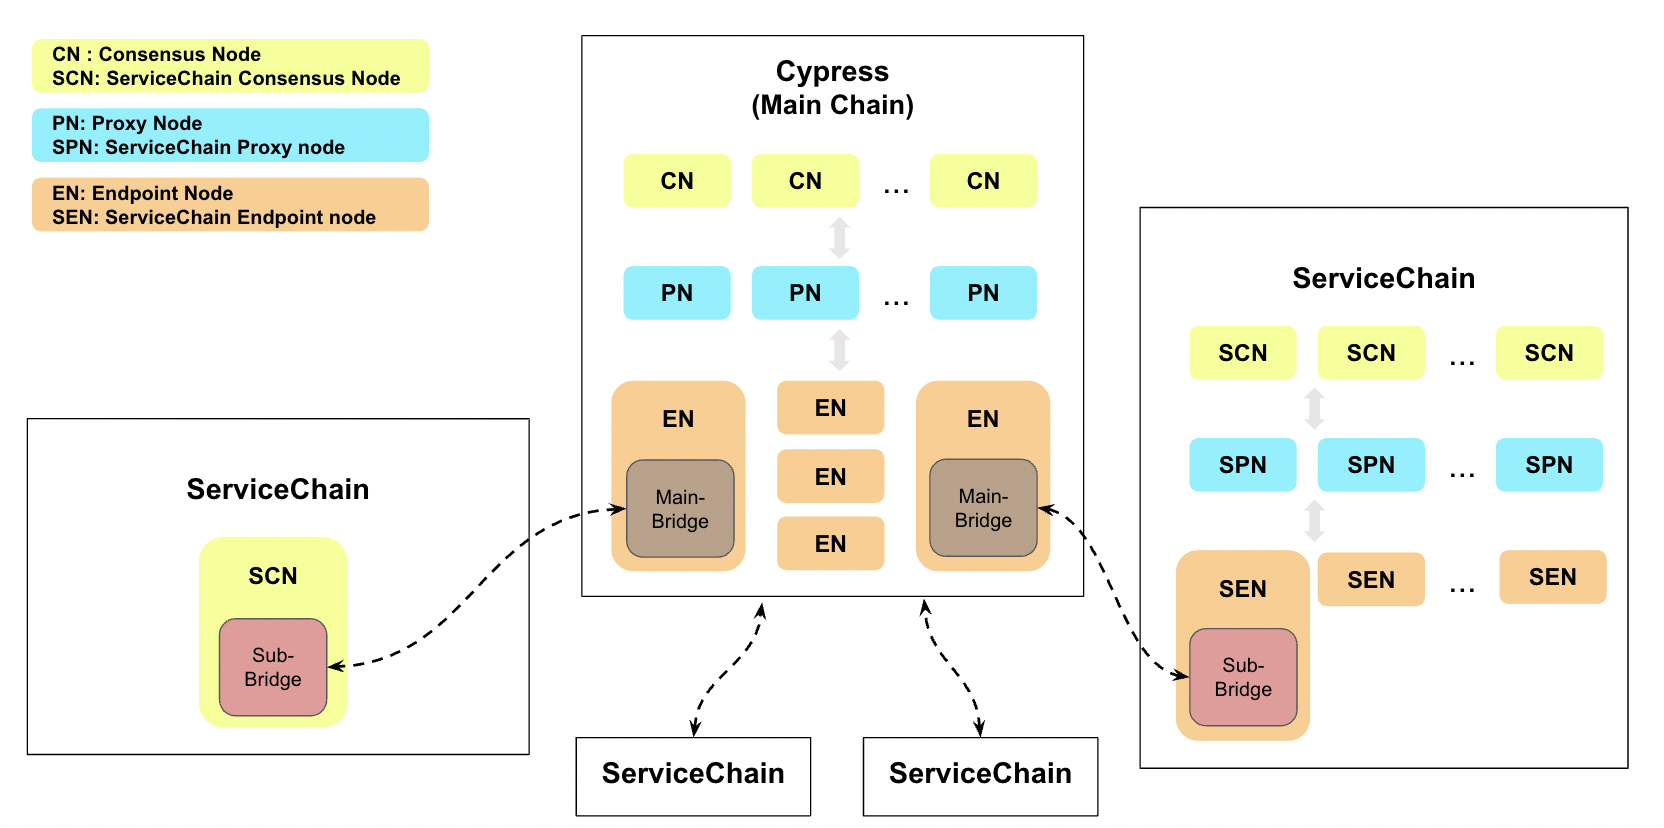 CN : Consensus Node
SCN: ServiceChain Consensus Node
PN: Proxy Node
SPN: ServiceChain Proxy node
EN: Endpoint Node
SEN: ServiceChain Endpoint node
Cypress
(Main Chain)
CN CN ... CN
PN PN ... PN
EN
Main-
Bridge
EN
EN
EN
EN
Main-
Bridge
ServiceChain
SCN
Sub-
Bridge
ServiceChain
SCN SCN ... SCN
SPN SPN ... SPN
SEN SEN ... SEN
Sub-
Bridge
ServiceChain
ServiceChain